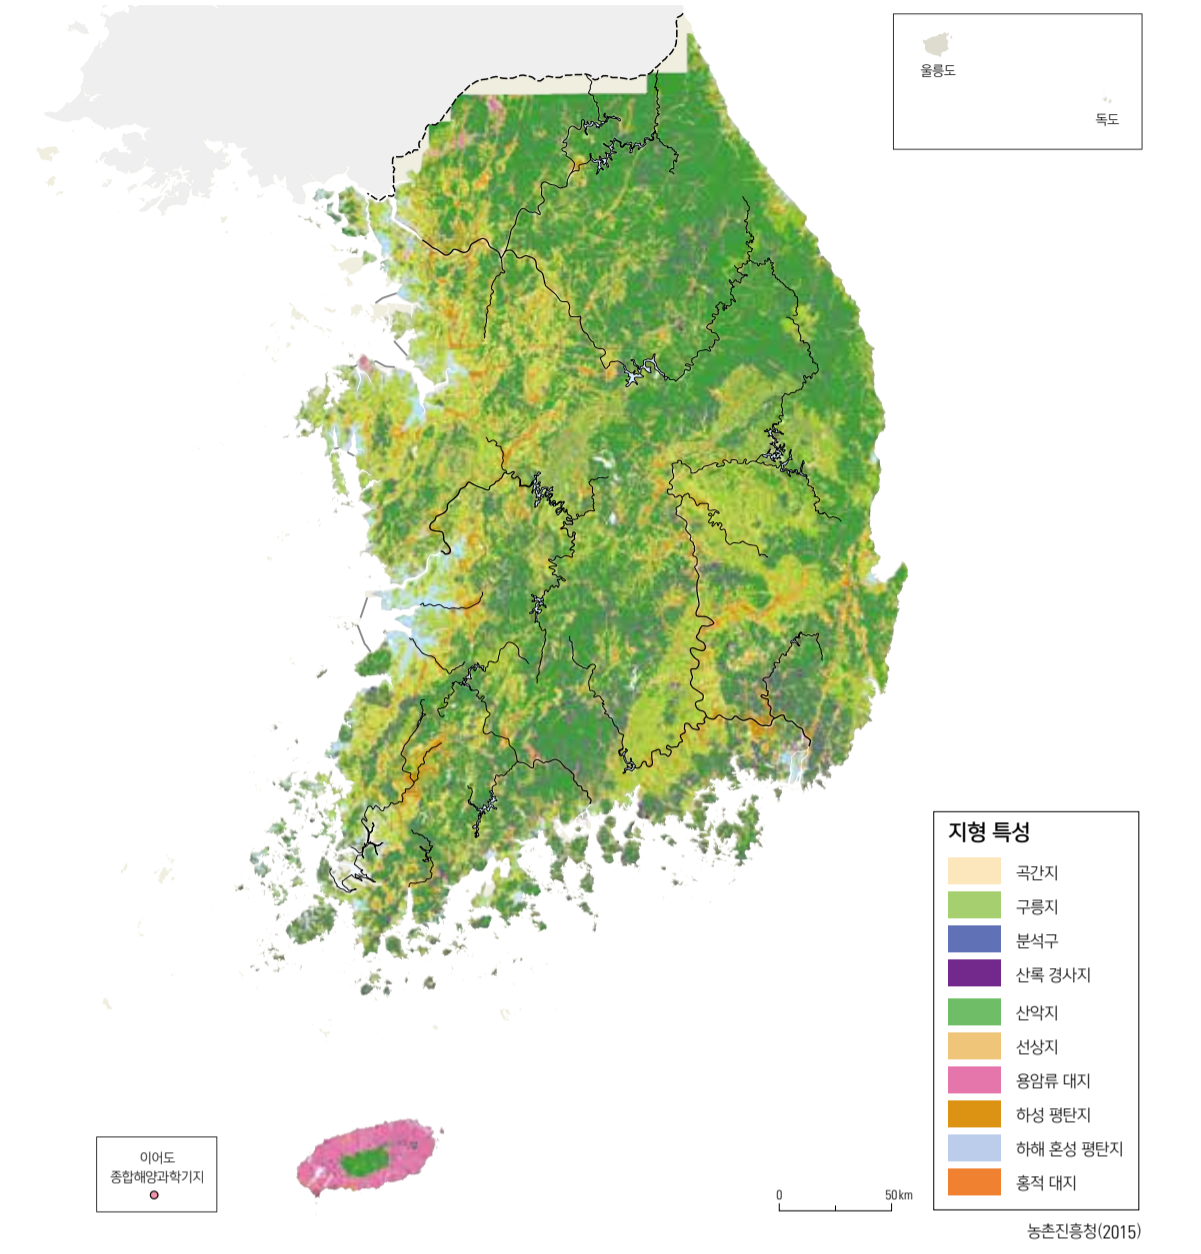 울릉도
독도
지형 특성
곡간지
구릉지
분석구
산록 경사지
산악지
선상지
용암류 대지
하성 평탄지
하해 혼성 평탄지
홍적 대지
이어도
종합해양과학기지
0 50 km
농촌진흥청(2015)